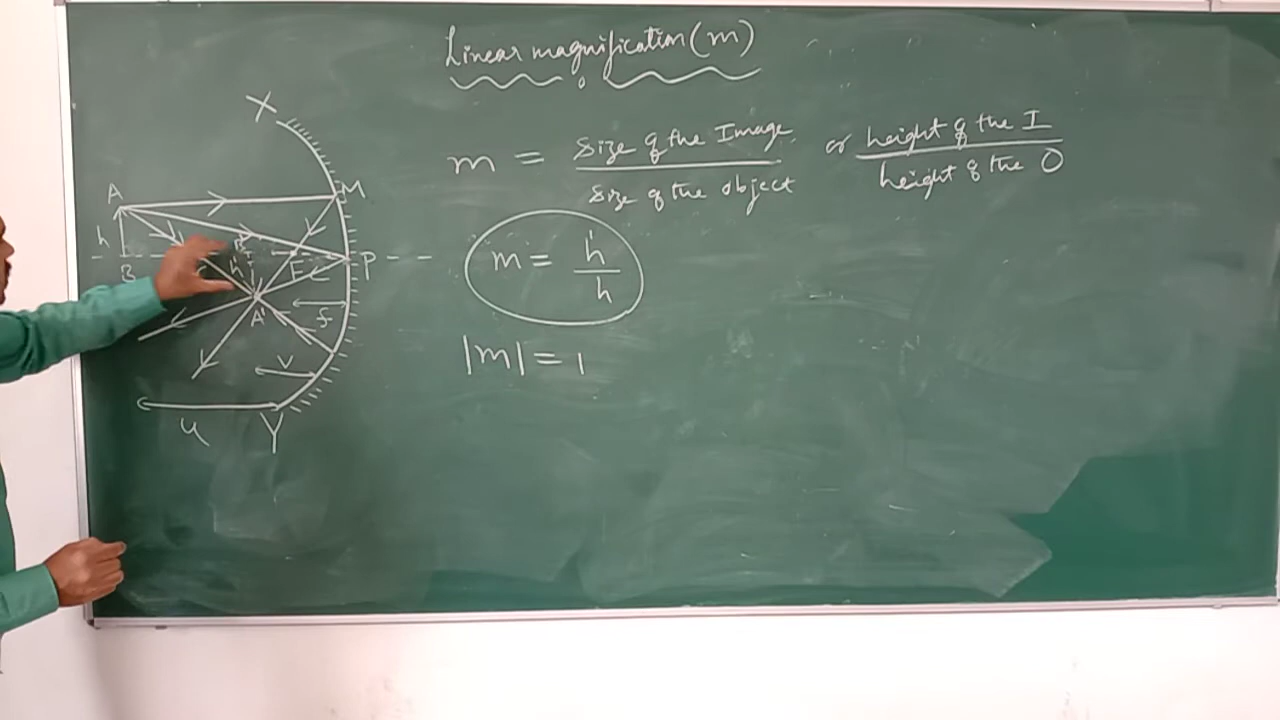 Linear magnification (m)
X
m = Size of the Image / Size of the object or height of the I / height of the O
A M
h h' F P
B
m = h' / h
A' f
|m| = 1
v
u Y